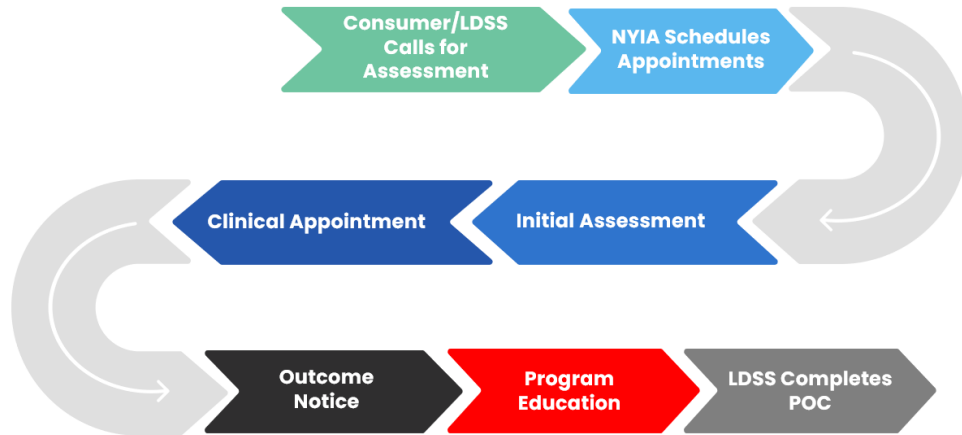 Consumer/LDSS
Calls for
Assessment
NYIA Schedules
Appointments
Initial Assessment
Clinical Appointment
Outcome
Notice
Program
Education
LDSS Completes
POC